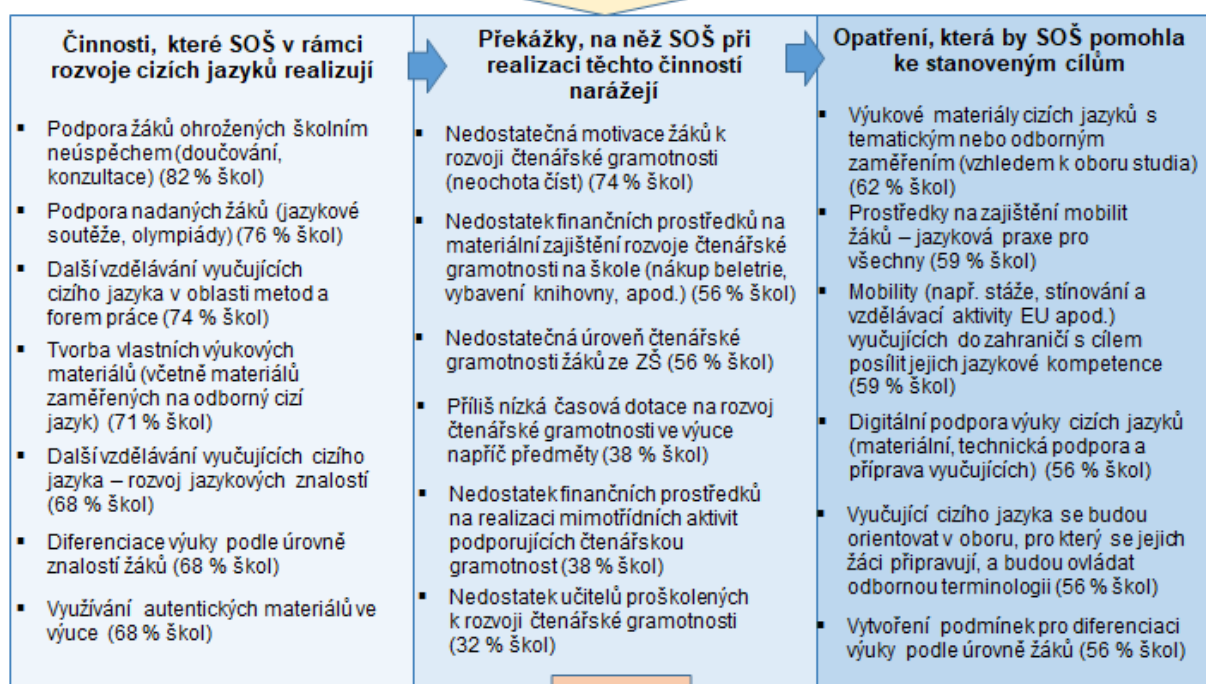 Činnosti, které SOŠ v rámci
rozvoje cizích jazyků realizují
▪ Podpora žáků ohrožených školním
neúspěchem (doučování,
konzultace) (82 % škol)
▪ Podpora nadaných žáků (jazykové
soutěže, olympiády) (76 % škol)
▪ Další vzdělávání vyučujících
cizího jazyka v oblasti metod a
forem práce (74 % škol)
▪ Tvorba vlastních výukových
materiálů (včetně materiálů
zaměřených na odborný cizí
jazyk) (71 % škol)
▪ Další vzdělávání vyučujících cizího
jazyka – rozvoj jazykových znalostí
(68 % škol)
▪ Diferenciace výuky podle úrovně
znalostí žáků (68 % škol)
▪ Využívání autentických materiálů ve
výuce (68 % škol)
Překážky, na něž SOŠ při
realizaci těchto činností
narážejí
▪ Nedostatečná motivace žáků k
rozvoji čtenářské gramotnosti
(neochota číst) (74 % škol)
▪ Nedostatek finančních prostředků na
materiální zajištění rozvoje čtenářské
gramotnosti na škole (nákup beletrie,
vybavení knihovny, apod.) (56 % škol)
▪ Nedostatečná úroveň čtenářské
gramotnosti žáků ze ZŠ (56 % škol)
▪ Příliš nízká časová dotace na rozvoj
čtenářské gramotnosti ve výuce
napříč předměty (38 % škol)
▪ Nedostatek finančních prostředků
na realizaci mimotřídních aktivit
podporujících čtenářskou
gramotnost (38 % škol)
▪ Nedostatek učitelů proškolených
k rozvoji čtenářské gramotnosti
(32 % škol)
Opatření, která by SOŠ pomohla
ke stanoveným cílům
▪ Výukové materiály cizích jazyků s
tematickým nebo odborným
zaměřením (vzhledem k oboru studia)
(62 % škol)
▪ Prostředky na zajištění mobilit
žáků – jazyková praxe pro
všechny (59 % škol)
▪ Mobility (např. stáže, stínování a
vzdělávací aktivity EU apod.)
vyučujících do zahraničí s cílem
posílit jejich jazykové kompetence
(59 % škol)
▪ Digitální podpora výuky cizích jazyků
(materiální, technická podpora a
příprava vyučujících) (56 % škol)
▪ Vyučující cizího jazyka se budou
orientovat v oboru, pro který se jejich
žáci připravují, a budou ovládat
odbornou terminologii (56 % škol)
▪ Vytvoření podmínek pro diferenciaci
výuky podle úrovně žáků (56 % škol)